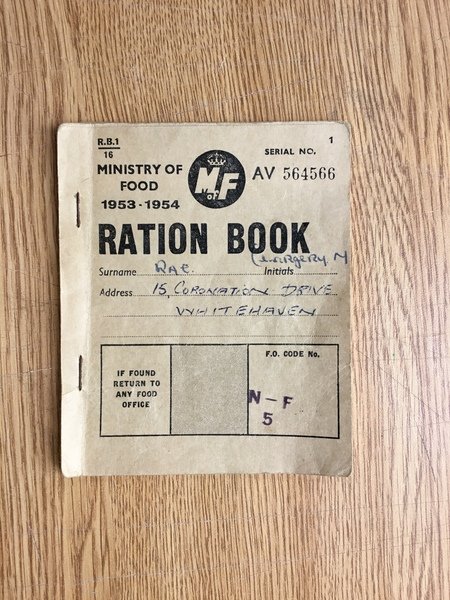 R.B.1
16
MINISTRY OF
FOOD
1953-1954
M of F
SERIAL NO. 1
AV 564566
RATION BOOK
Surname Rae. Initials M
Address 15, CORONATION DRIVE
WHITEHAVEN
IF FOUND
RETURN TO
ANY FOOD
OFFICE
F.O. CODE No.
N-F
5